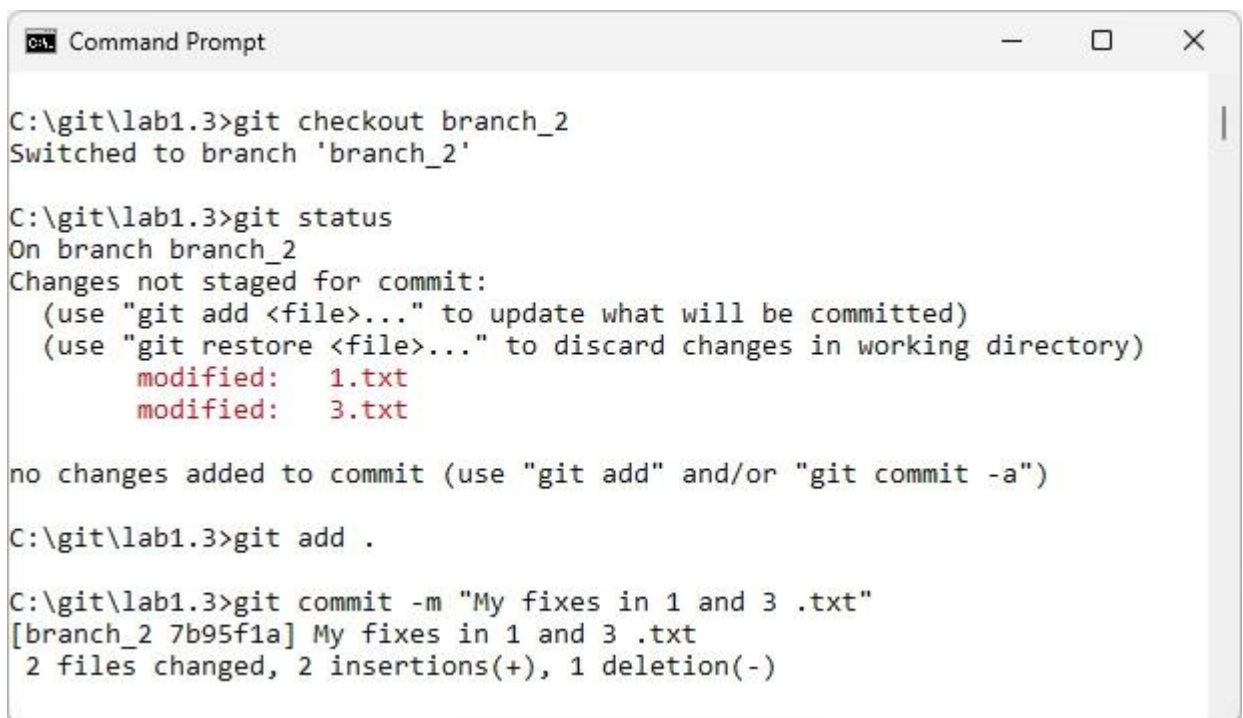 Command Prompt
C:\git\lab1.3>git checkout branch_2
Switched to branch 'branch_2'
C:\git\lab1.3>git status
On branch branch_2
Changes not staged for commit:
  (use "git add <file>..." to update what will be committed)
  (use "git restore <file>..." to discard changes in working directory)
        modified:   1.txt
        modified:   3.txt
no changes added to commit (use "git add" and/or "git commit -a")
C:\git\lab1.3>git add .
C:\git\lab1.3>git commit -m "My fixes in 1 and 3 .txt"
[branch_2 7b95f1a] My fixes in 1 and 3 .txt
 2 files changed, 2 insertions(+), 1 deletion(-)